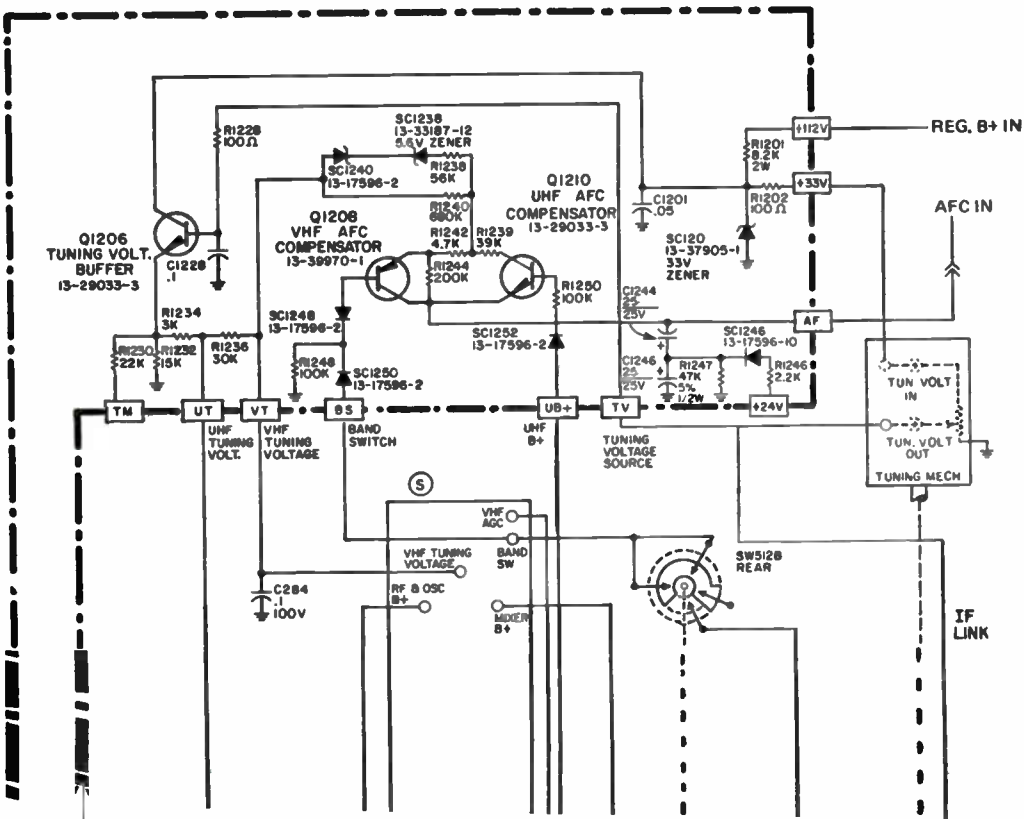 +112V
REG. B+ IN
+33V
AFC IN
R1201
8.2K
2W
R1202
100Ω
C1201
.05
SC120
13-37905-1
33V
ZENER
R1228
100Ω
SC1238
13-33187-12
5.6V ZENER
SC1240
13-17596-2
R1238
56K
R1240
680K
Q1206
TUNING VOLT.
BUFFER
13-29033-3
C1228
.1
Q1208
VHF AFC
COMPENSATOR
13-39970-1
R1242
4.7K
R1239
39K
R1244
200K
Q1210
UHF AFC
COMPENSATOR
13-29033-3
R1250
100K
C1244
25
25V
AF
R1234
3K
R1230
22K
R1232
15K
R1236
30K
SC1248
13-17596-2
R1248
100K
SC1250
13-17596-2
SC1252
13-17596-2
C1246
25
25V
R1247
47K
5%
1/2W
SC1246
13-17596-10
R1246
2.2K
+24V
TUN VOLT
IN
TUN. VOLT
OUT
TUNING MECH
TM
UT
VT
BS
UB+
TV
UHF
TUNING
VOLT.
VHF
TUNING
VOLTAGE
BAND
SWITCH
UHF
B+
TUNING
VOLTAGE
SOURCE
S
VHF
AGC
BAND
SW
VHF TUNING
VOLTAGE
RF & OSC
B+
MIXER
B+
C284
.1
100V
SW512B
REAR
IF
LINK